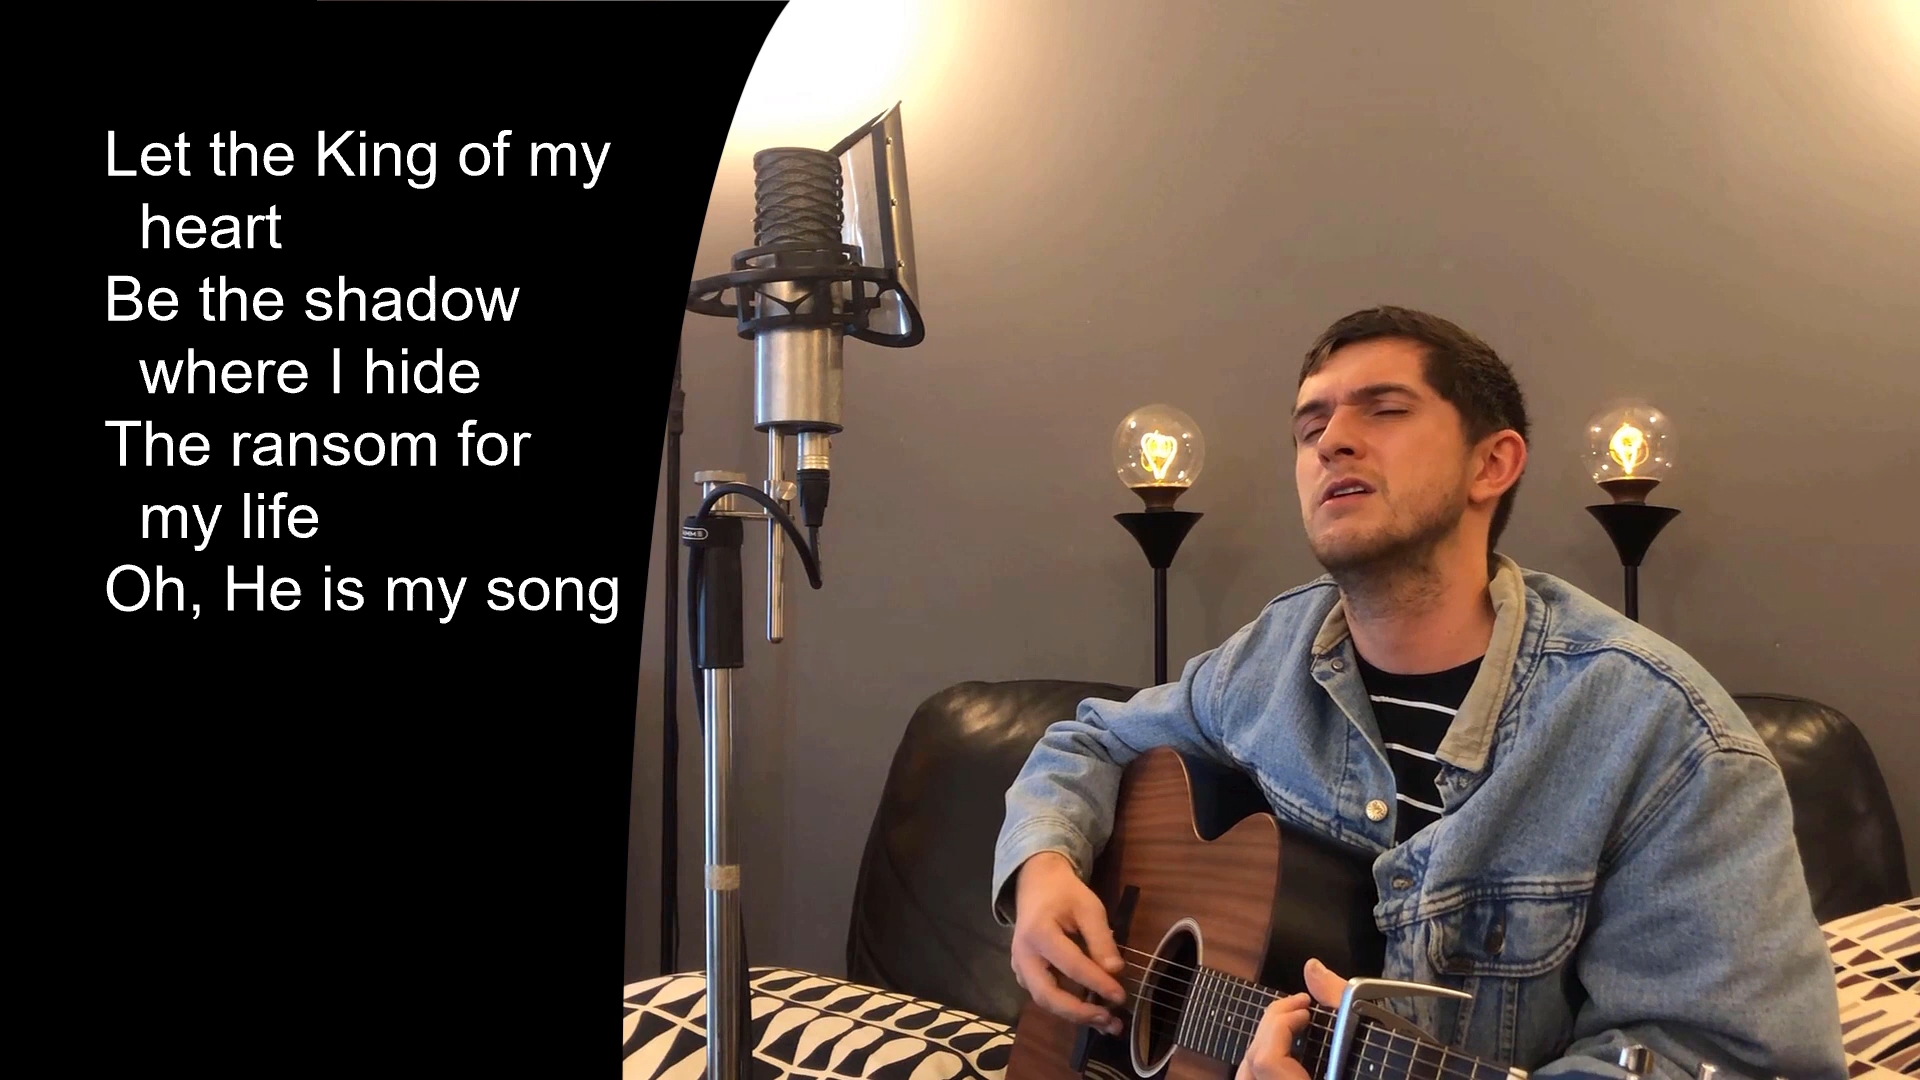 Let the King of my
heart
Be the shadow
where I hide
The ransom for
my life
Oh, He is my song